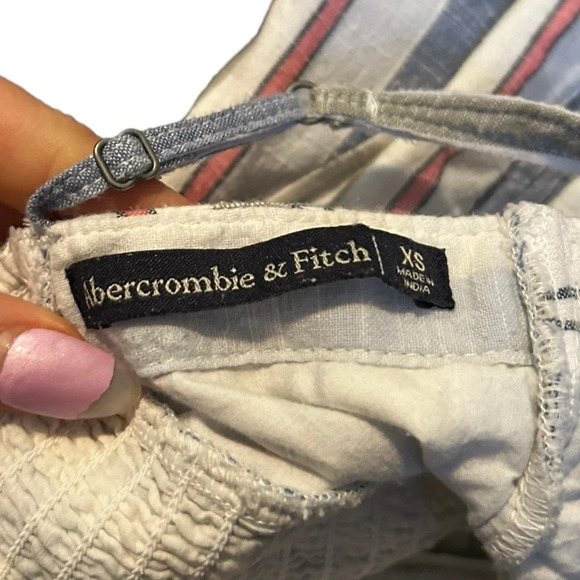 Abercrombie & Fitch
XS
MADE IN
INDIA